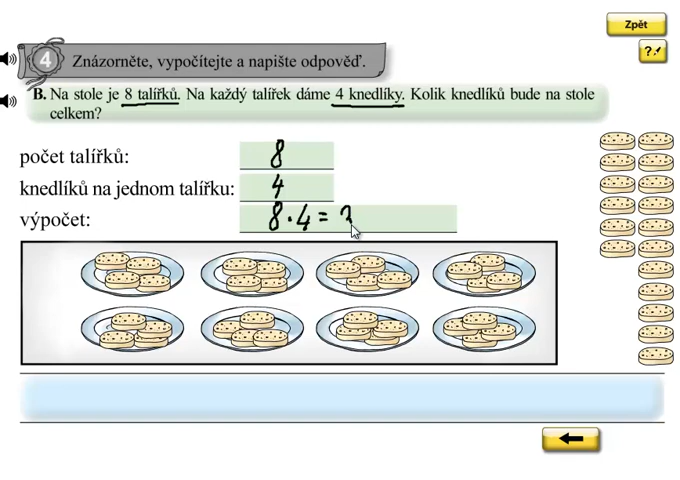 Zpět
?
4 Znázorněte, vypočítejte a napište odpověď.
B. Na stole je 8 talířků. Na každý talířek dáme 4 knedlíky. Kolik knedlíků bude na stole
celkem?
počet talířků: 8
knedlíků na jednom talířku: 4
výpočet: 8 · 4 = ?